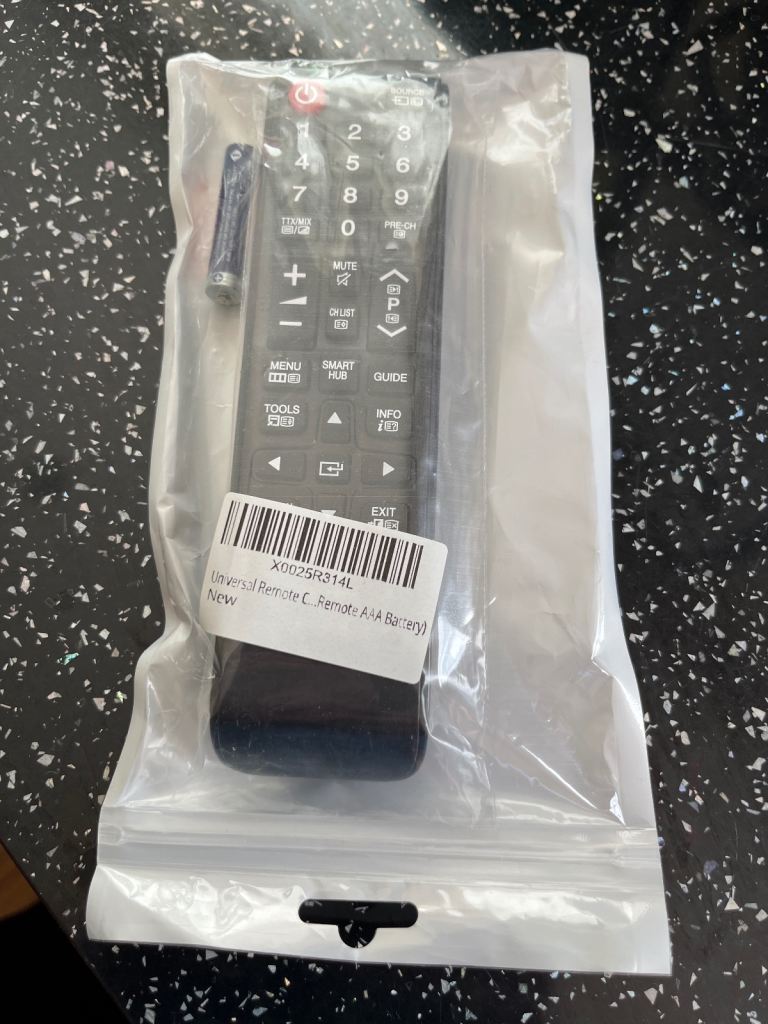 SOURCE
1 2 3
4 5 6
7 8 9
TTX/MIX 0 PRE-CH
+ MUTE
P
CH LIST
−
MENU SMART HUB GUIDE
TOOLS INFO
i
EXIT
X0025R314L
Universal Remote C...Remote AAA Battery)
New